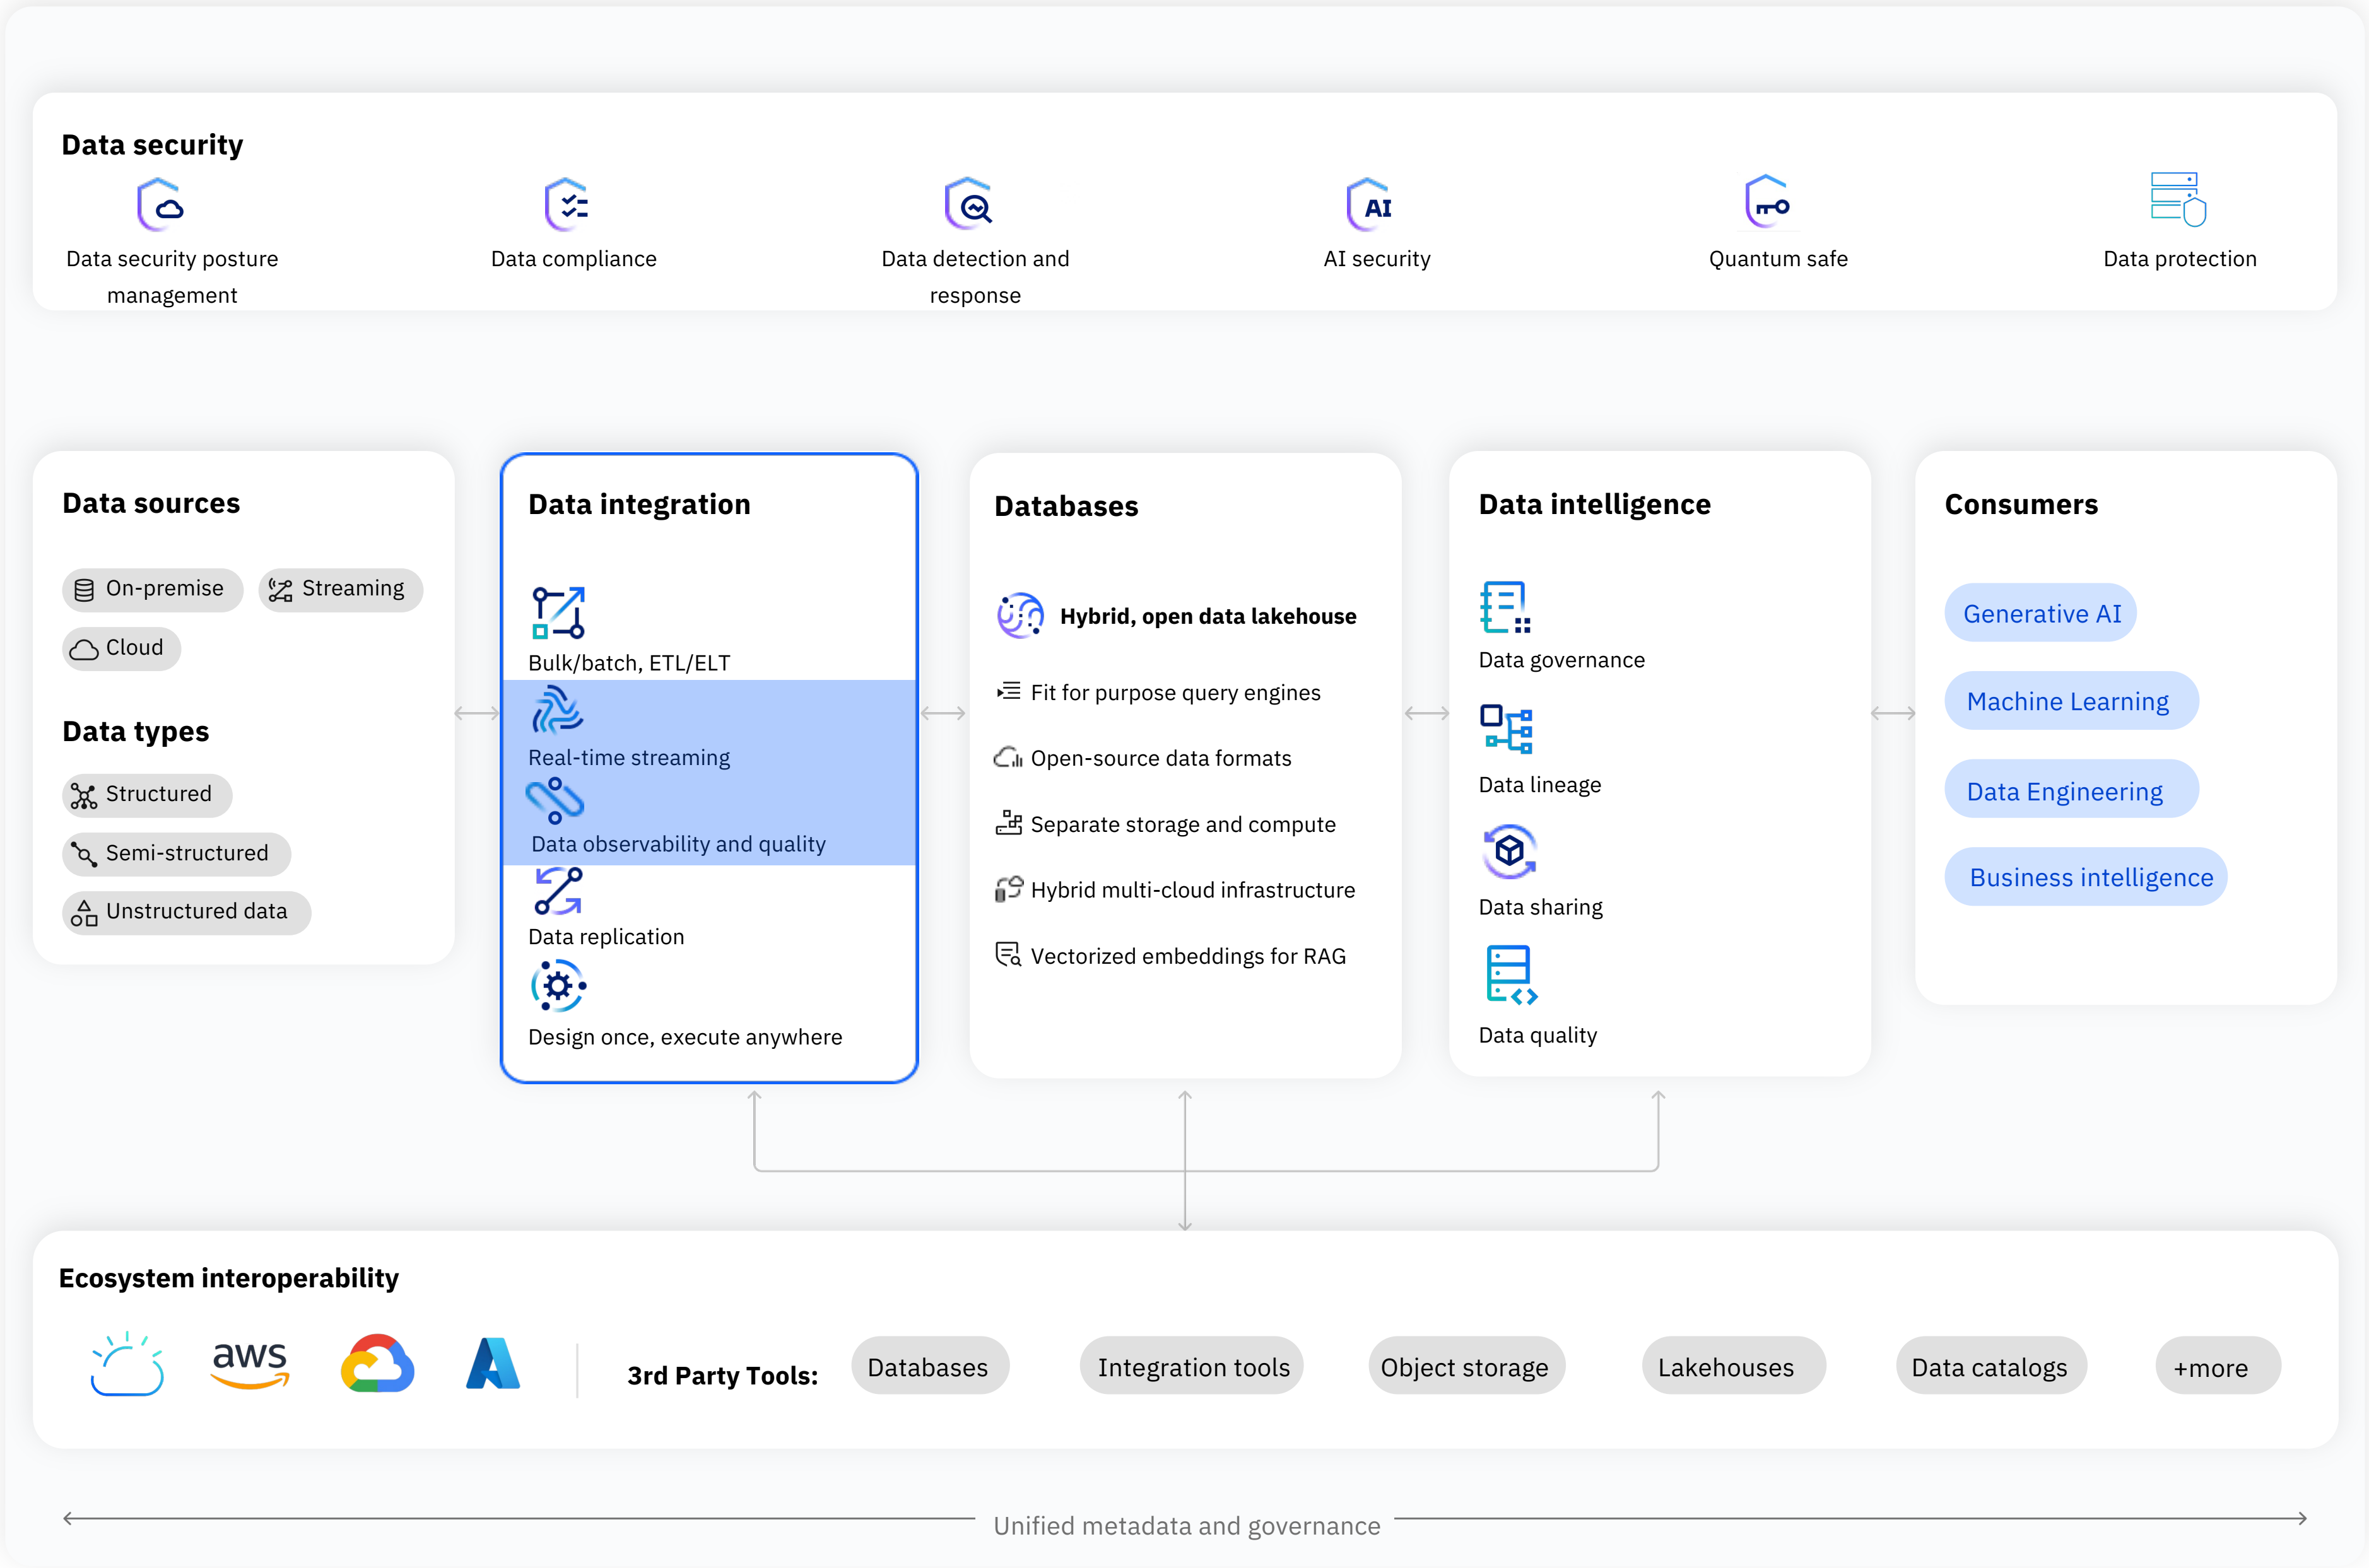 Data security
Data security posture
management
Data compliance
Data detection and
response
AI
AI security
Quantum safe
Data protection
Data sources
On-premise
Streaming
Cloud
Data types
Structured
Semi-structured
Unstructured data
Data integration
Bulk/batch, ETL/ELT
Real-time streaming
Data observability and quality
Data replication
Design once, execute anywhere
Databases
Hybrid, open data lakehouse
Fit for purpose query engines
Open-source data formats
Separate storage and compute
Hybrid multi-cloud infrastructure
Vectorized embeddings for RAG
Data intelligence
Data governance
Data lineage
Data sharing
Data quality
Consumers
Generative AI
Machine Learning
Data Engineering
Business intelligence
Ecosystem interoperability
aws
3rd Party Tools:
Databases
Integration tools
Object storage
Lakehouses
Data catalogs
+more
Unified metadata and governance